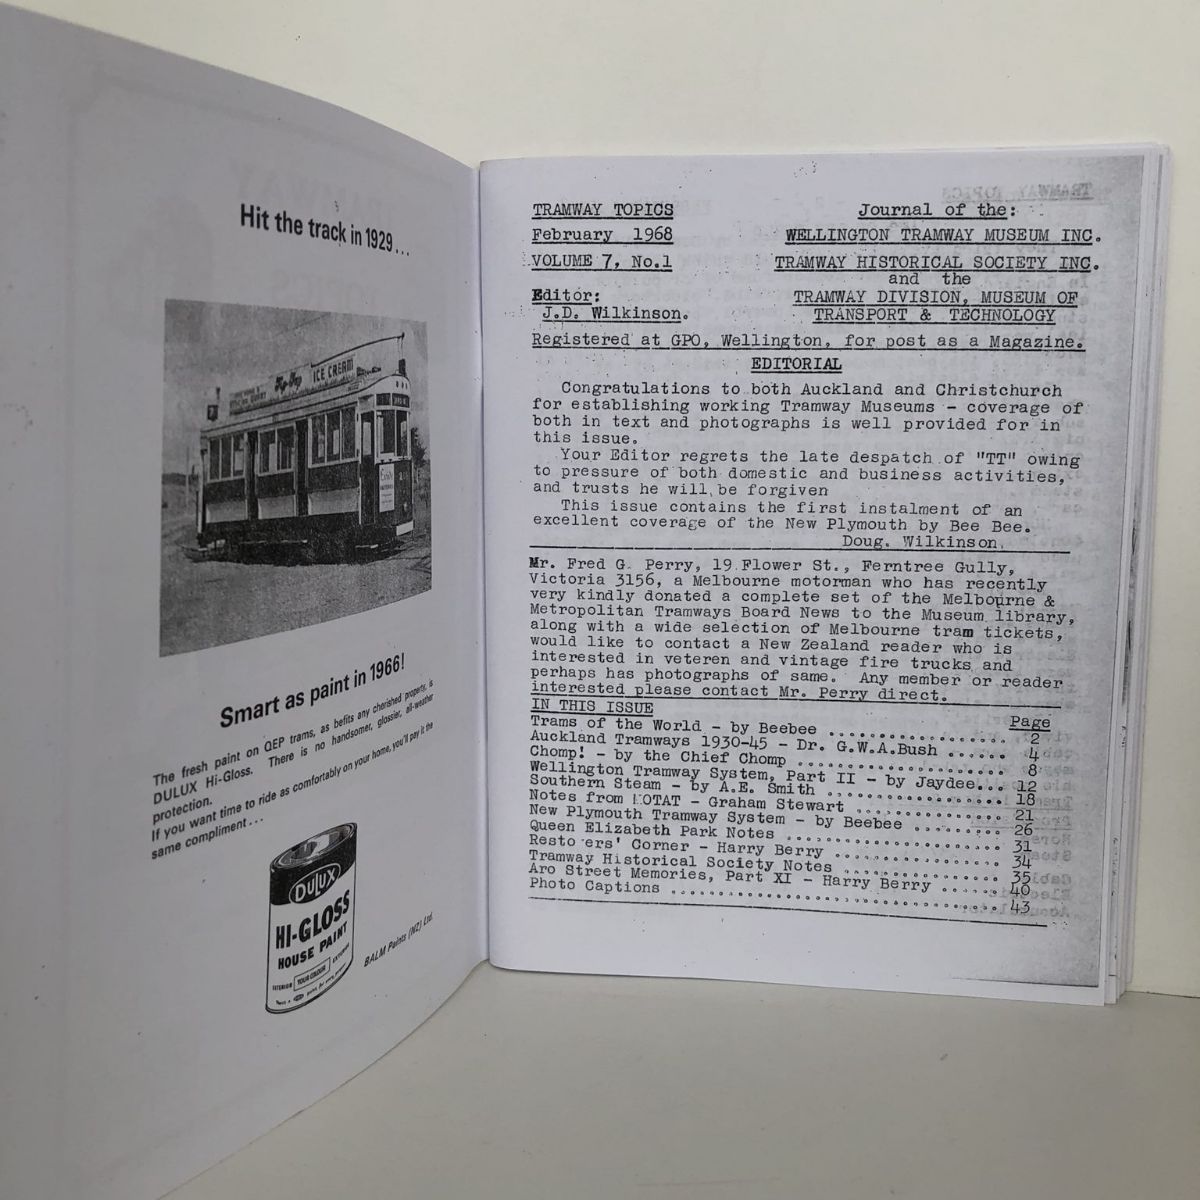 Hit the track in 1929...
ICE CREAM
Smart as paint in 1966!
The fresh paint on QEP trams, as befits any cherished property, is
DULUX Hi-Gloss. There is no handsomer, glossier, all-weather
protection.
If you want time to ride as comfortably on your home, you'll pay it the
same compliment...
DULUX
HI-GLOSS
HOUSE PAINT
BALM Paints (NZ) Ltd.
TRAMWAY TOPICS
February 1968
VOLUME 7, No.1
Editor:
J.D. Wilkinson.
Journal of the:
WELLINGTON TRAMWAY MUSEUM INC.
TRAMWAY HISTORICAL SOCIETY INC.
and the
TRAMWAY DIVISION, MUSEUM OF
TRANSPORT & TECHNOLOGY
Registered at GPO, Wellington, for post as a Magazine.
EDITORIAL
Congratulations to both Auckland and Christchurch
for establishing working Tramway Museums - coverage of
both in text and photographs is well provided for in
this issue.
Your Editor regrets the late despatch of "TT" owing
to pressure of both domestic and business activities,
and trusts he will be forgiven
This issue contains the first instalment of an
excellent coverage of the New Plymouth by Bee Bee.
Doug. Wilkinson.
Mr. Fred G. Perry, 19 Flower St., Ferntree Gully,
Victoria 3156, a Melbourne motorman who has recently
very kindly donated a complete set of the Melbourne &
Metropolitan Tramways Board News to the Museum library,
along with a wide selection of Melbourne tram tickets,
would like to contact a New Zealand reader who is
interested in veteren and vintage fire trucks and
perhaps has photographs of same. Any member or reader
interested please contact Mr. Perry direct.
IN THIS ISSUE Page
Trams of the World - by Beebee ................ 2
Auckland Tramways 1930-45 - Dr. G.W.A.Bush ...... 4
Chomp! - by the Chief Chomp .................. 8
Wellington Tramway System, Part II - by Jaydee... 12
Southern Steam - by A.E. Smith ................ 18
Notes from MOTAT - Graham Stewart .............. 21
New Plymouth Tramway System - by Beebee ........ 26
Queen Elizabeth Park Notes .................... 31
Resto ers' Corner - Harry Berry ................ 34
Tramway Historical Society Notes .............. 35
Aro Street Memories, Part XI - Harry Berry ...... 40
Photo Captions ................................ 43